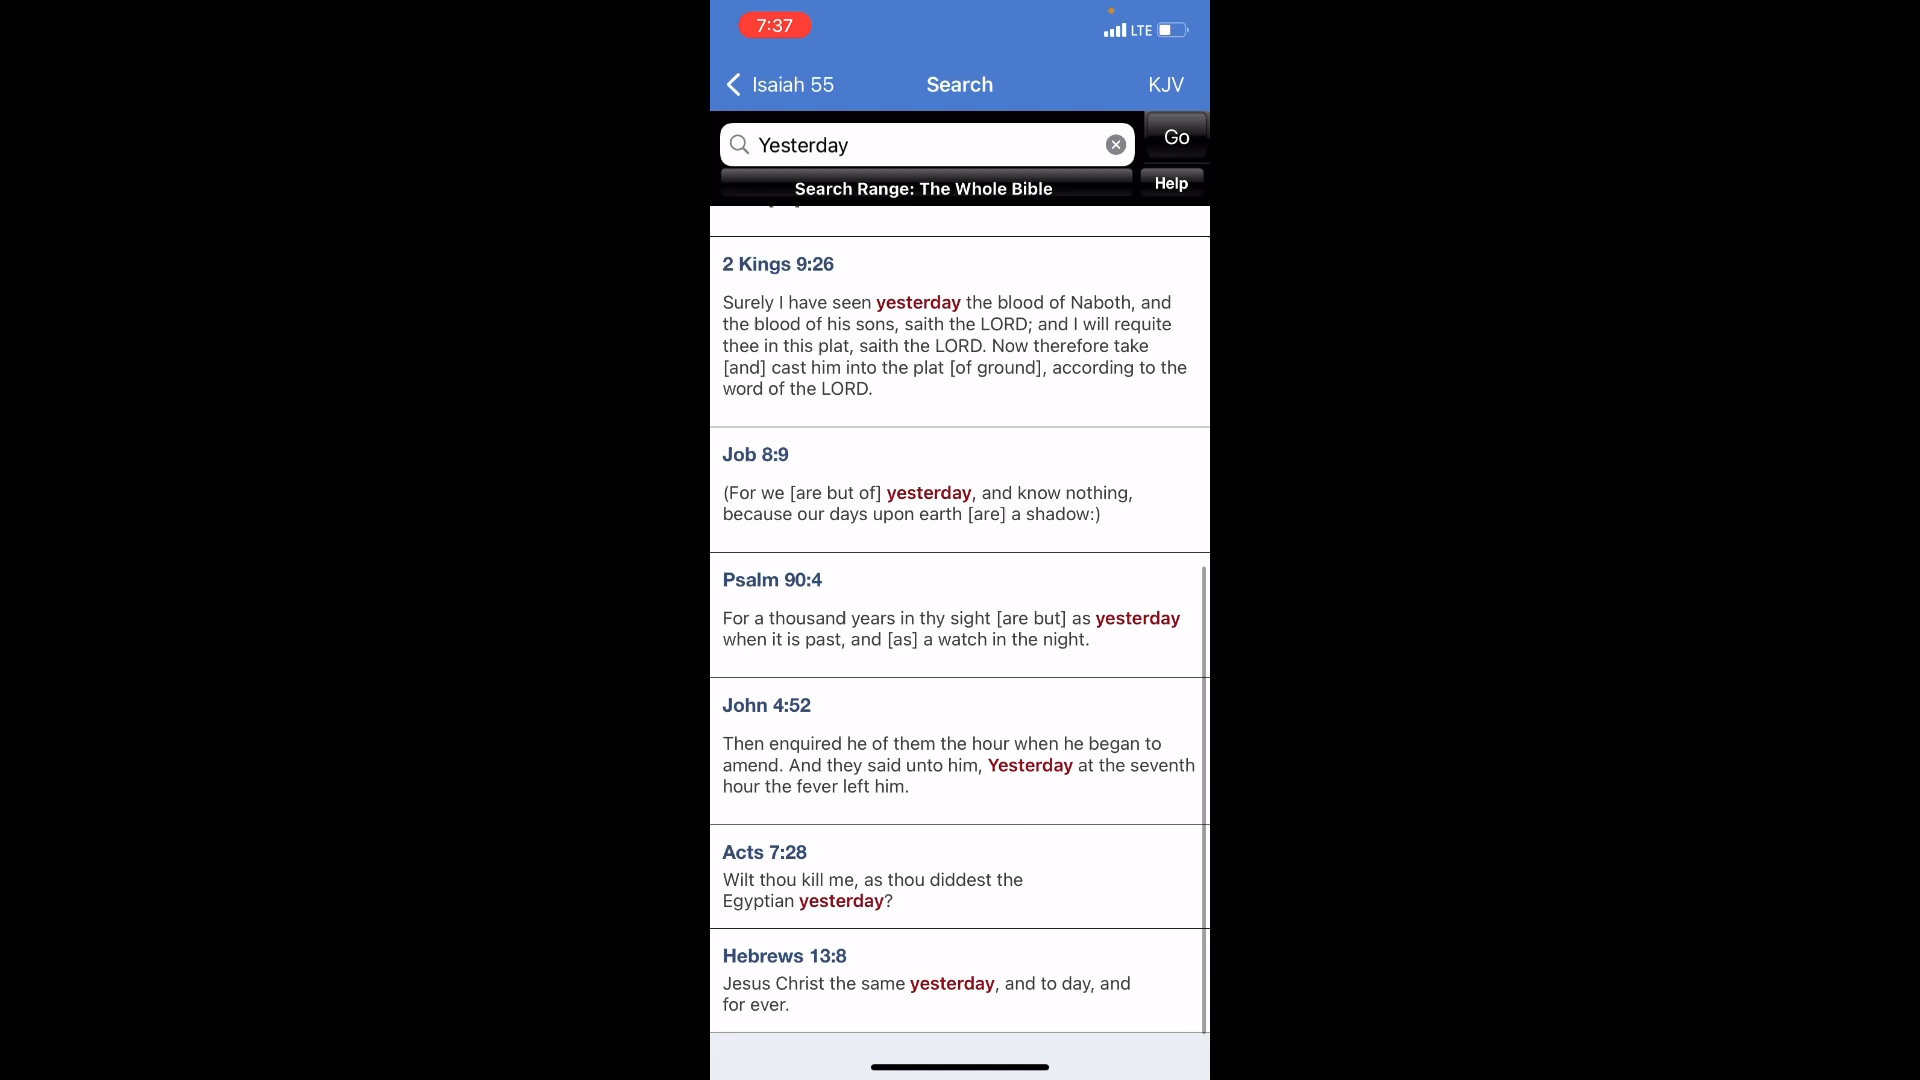 7:37
LTE
Isaiah 55
Search
KJV
Yesterday
Go
Search Range: The Whole Bible
Help
2 Kings 9:26
Surely I have seen yesterday the blood of Naboth, and
the blood of his sons, saith the LORD; and I will requite
thee in this plat, saith the LORD. Now therefore take
[and] cast him into the plat [of ground], according to the
word of the LORD.
Job 8:9
(For we [are but of] yesterday, and know nothing,
because our days upon earth [are] a shadow:)
Psalm 90:4
For a thousand years in thy sight [are but] as yesterday
when it is past, and [as] a watch in the night.
John 4:52
Then enquired he of them the hour when he began to
amend. And they said unto him, Yesterday at the seventh
hour the fever left him.
Acts 7:28
Wilt thou kill me, as thou diddest the
Egyptian yesterday?
Hebrews 13:8
Jesus Christ the same yesterday, and to day, and
for ever.